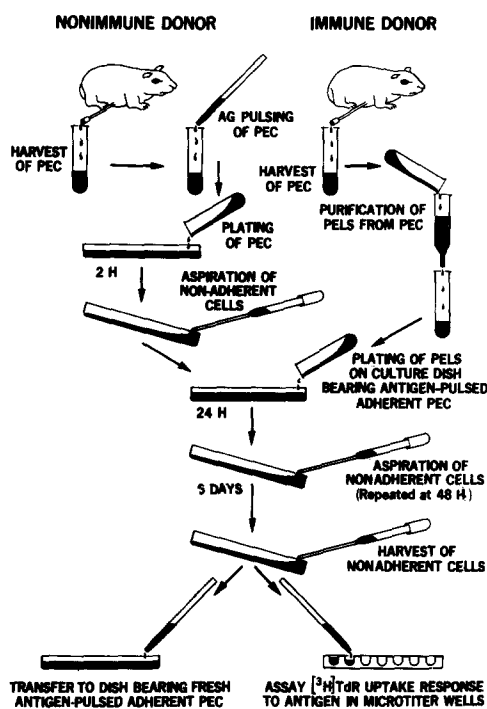 NONIMMUNE DONOR
IMMUNE DONOR
HARVEST
OF PEC
AG PULSING
OF PEC
HARVEST
OF PEC
PURIFICATION OF
PELS FROM PEC
PLATING
OF PEC
2 H
ASPIRATION OF
NON-ADHERENT
CELLS
PLATING OF PELS
ON CULTURE DISH
BEARING ANTIGEN-PULSED
ADHERENT PEC
24 H
ASPIRATION OF
NONADHERENT CELLS
(Repeated at 48 H)
5 DAYS
HARVEST OF
NONADHERENT CELLS
TRANSFER TO DISH BEARING FRESH
ANTIGEN-PULSED ADHERENT PEC
ASSAY [³H]TdR UPTAKE RESPONSE
TO ANTIGEN IN MICROTITER WELLS